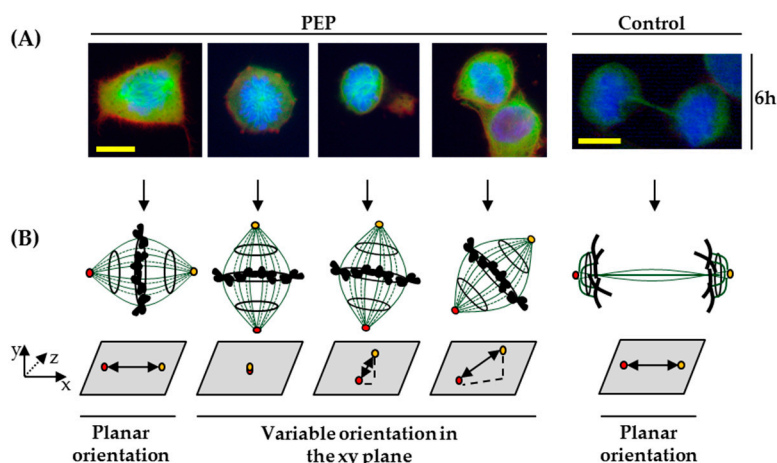 PEP
Control
(A)
6h
(B)
y
z
x
Planar
orientation
Variable orientation in
the xy plane
Planar
orientation